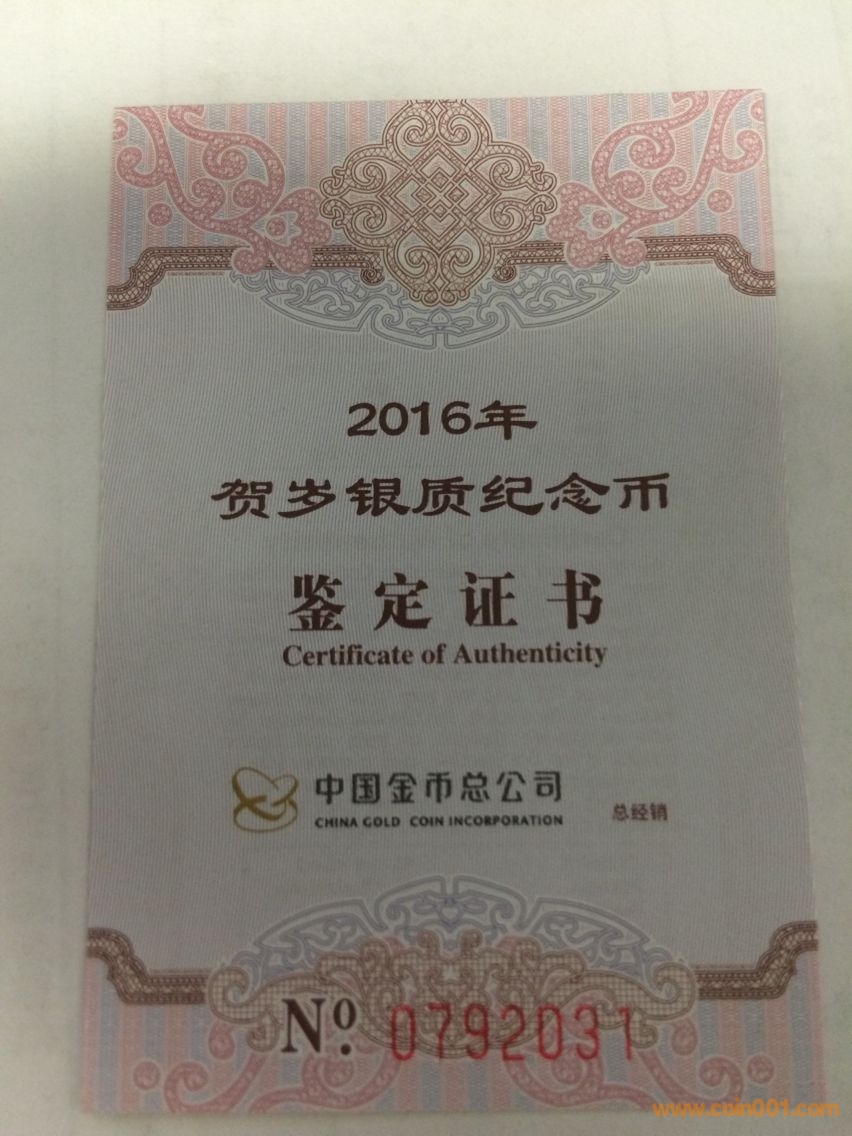 2016年
贺岁银质纪念币
鉴定证书
Certificate of Authenticity
中国金币总公司
CHINA GOLD COIN INCORPORATION
总经销
Nº. 0792031
www.coin001.com